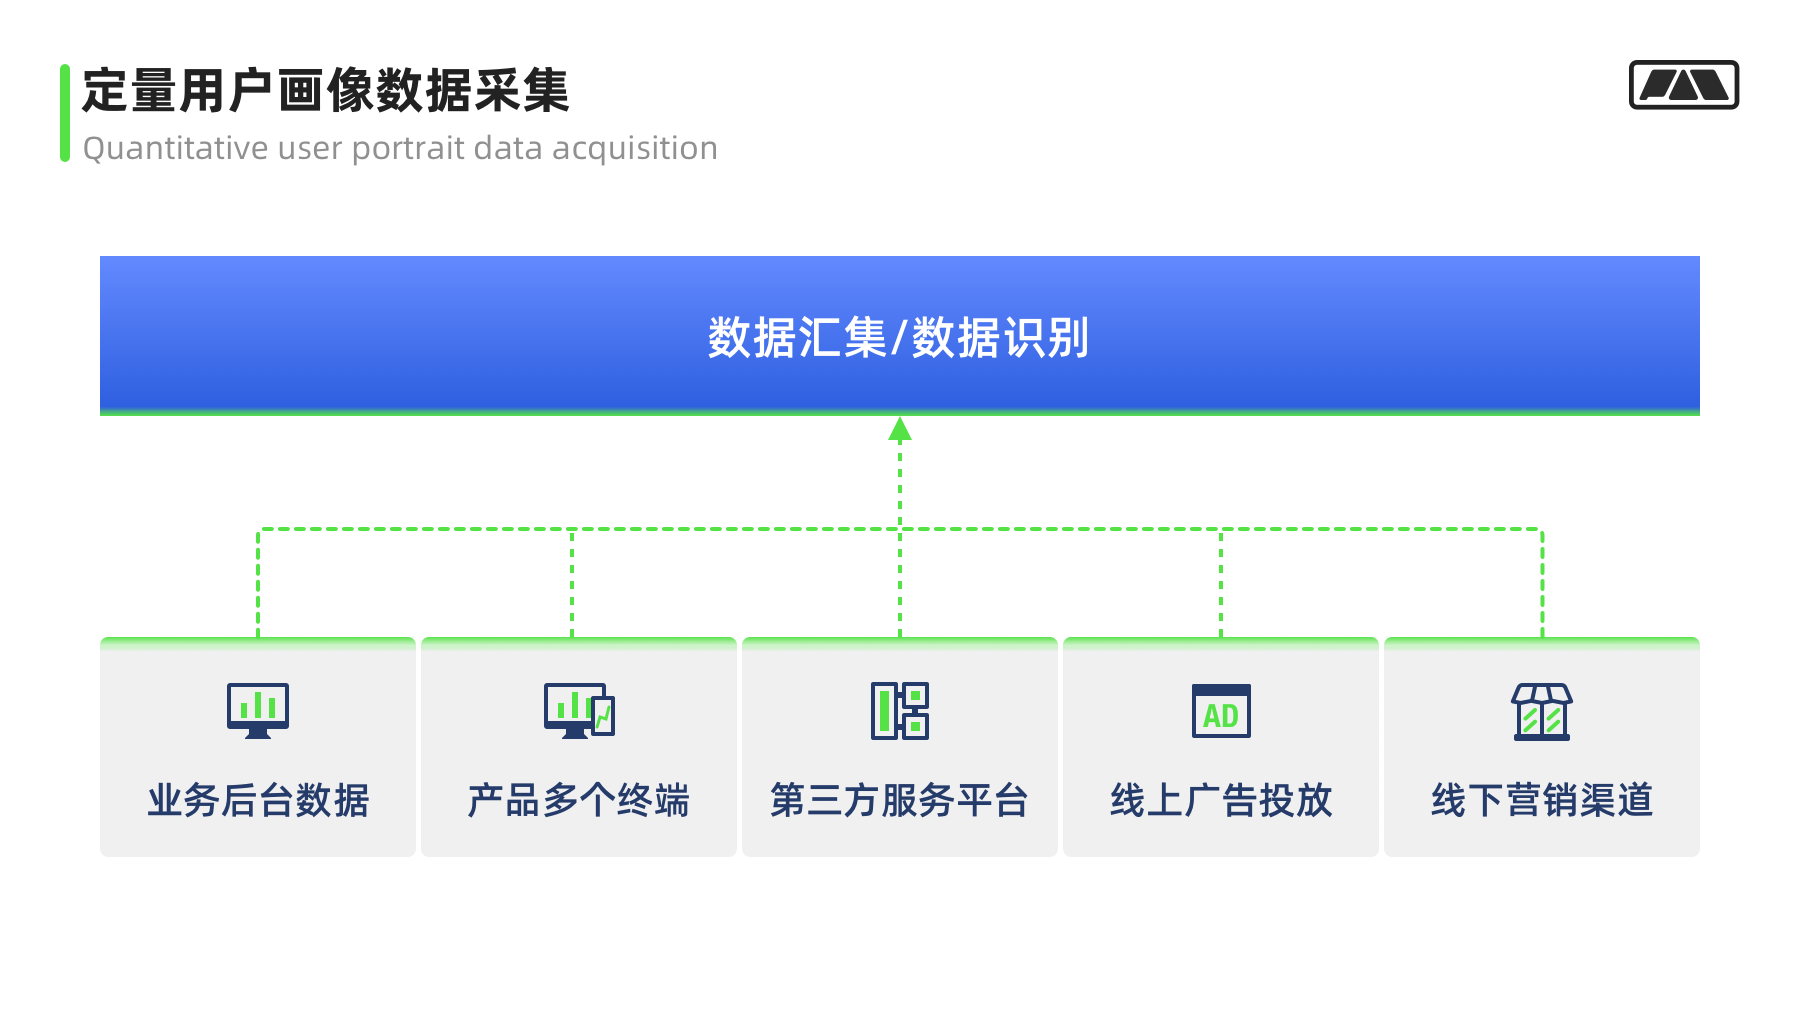 定量用户画像数据采集
Quantitative user portrait data acquisition
数据汇集/数据识别
AD
业务后台数据
产品多个终端
第三方服务平台
线上广告投放
线下营销渠道